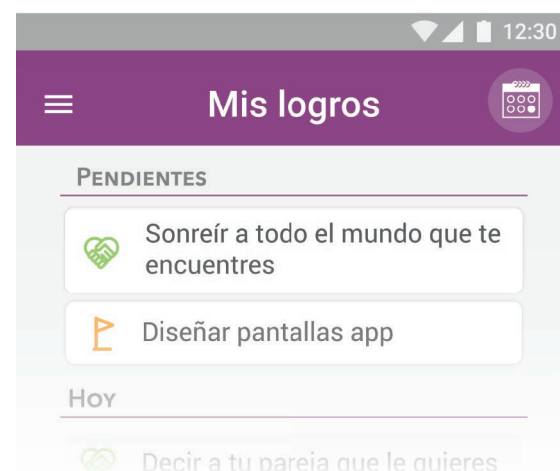 12:30
Mis logros
PENDIENTES
Sonreír a todo el mundo que te
encuentres
Diseñar pantallas app
HOY
Decir a tu pareja que le quieres